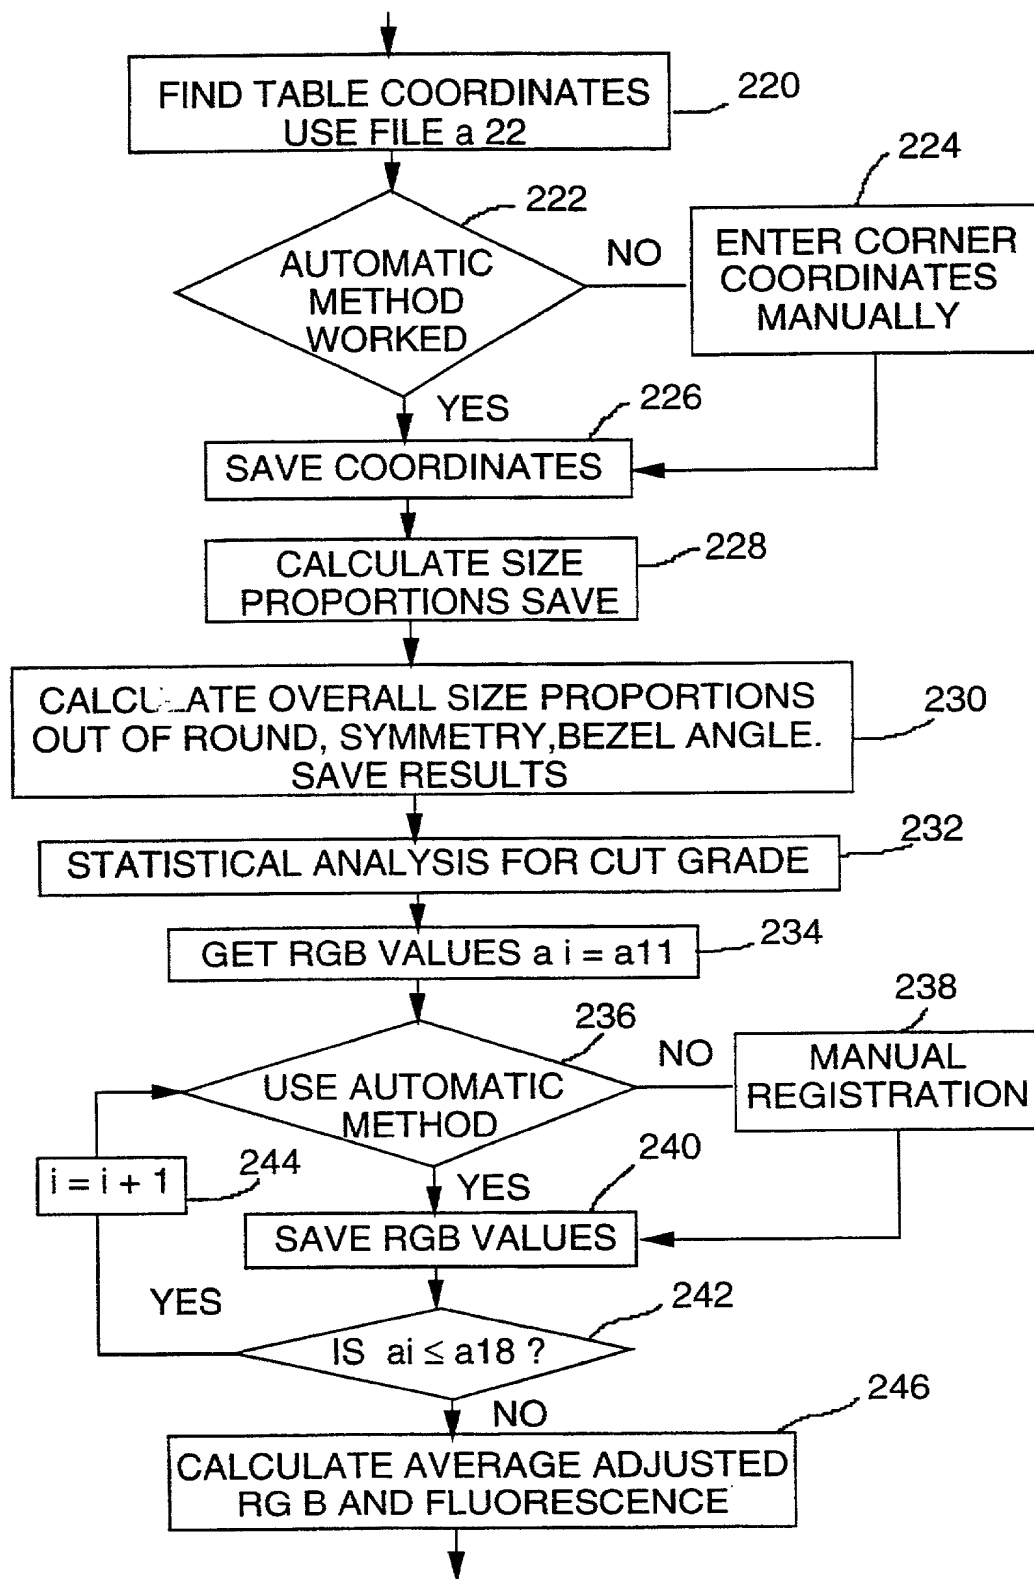 FIND TABLE COORDINATES
USE FILE a 22
220
222
AUTOMATIC
METHOD
WORKED
NO
224
ENTER CORNER
COORDINATES
MANUALLY
YES
226
SAVE COORDINATES
228
CALCULATE SIZE
PROPORTIONS SAVE
CALCULATE OVERALL SIZE PROPORTIONS
OUT OF ROUND, SYMMETRY,BEZEL ANGLE.
SAVE RESULTS
230
232
STATISTICAL ANALYSIS FOR CUT GRADE
GET RGB VALUES a i = a11
234
236
USE AUTOMATIC
METHOD
NO
238
MANUAL
REGISTRATION
i = i + 1
244
YES
240
SAVE RGB VALUES
YES
242
IS ai ≤ a18 ?
NO
246
CALCULATE AVERAGE ADJUSTED
RG B AND FLUORESCENCE